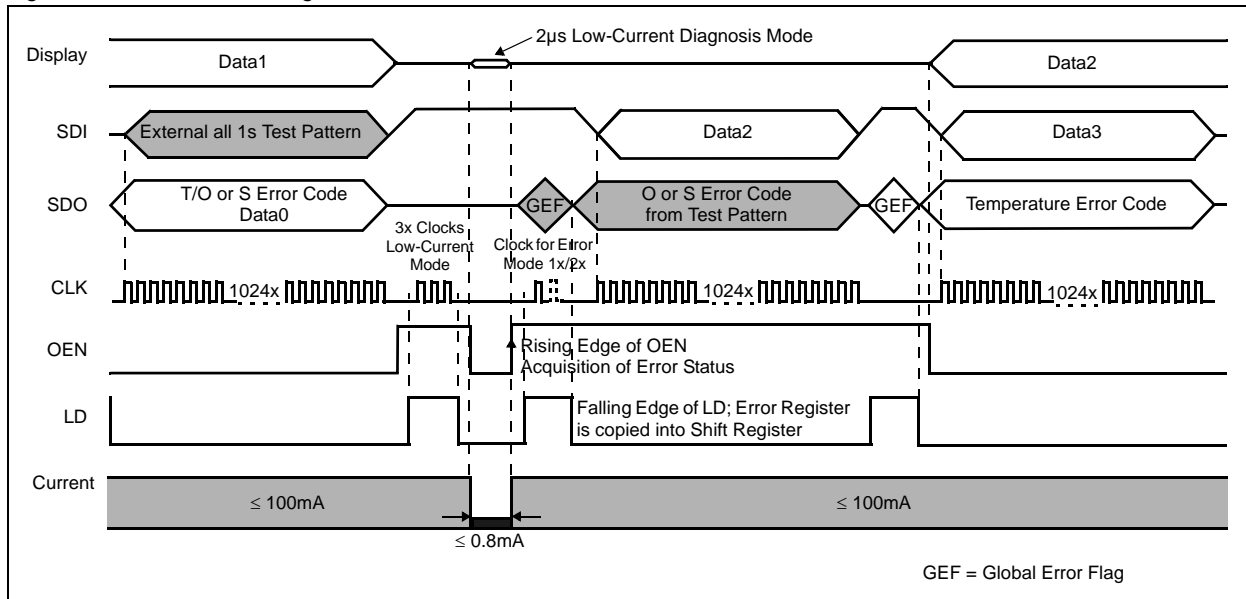 2µs Low-Current Diagnosis Mode
Display
Data1
Data2
SDI
External all 1s Test Pattern
Data2
Data3
SDO
T/O or S Error Code
Data0
GEF
O or S Error Code
from Test Pattern
GEF
Temperature Error Code
3x Clocks
Low-Current
Mode
Clock for Error
Mode 1x/2x
CLK
1024x
1024x
1024x
OEN
Rising Edge of OEN
Acquisition of Error Status
LD
Falling Edge of LD; Error Register
is copied into Shift Register
Current
≤ 100mA
≤ 100mA
≤ 0.8mA
GEF = Global Error Flag